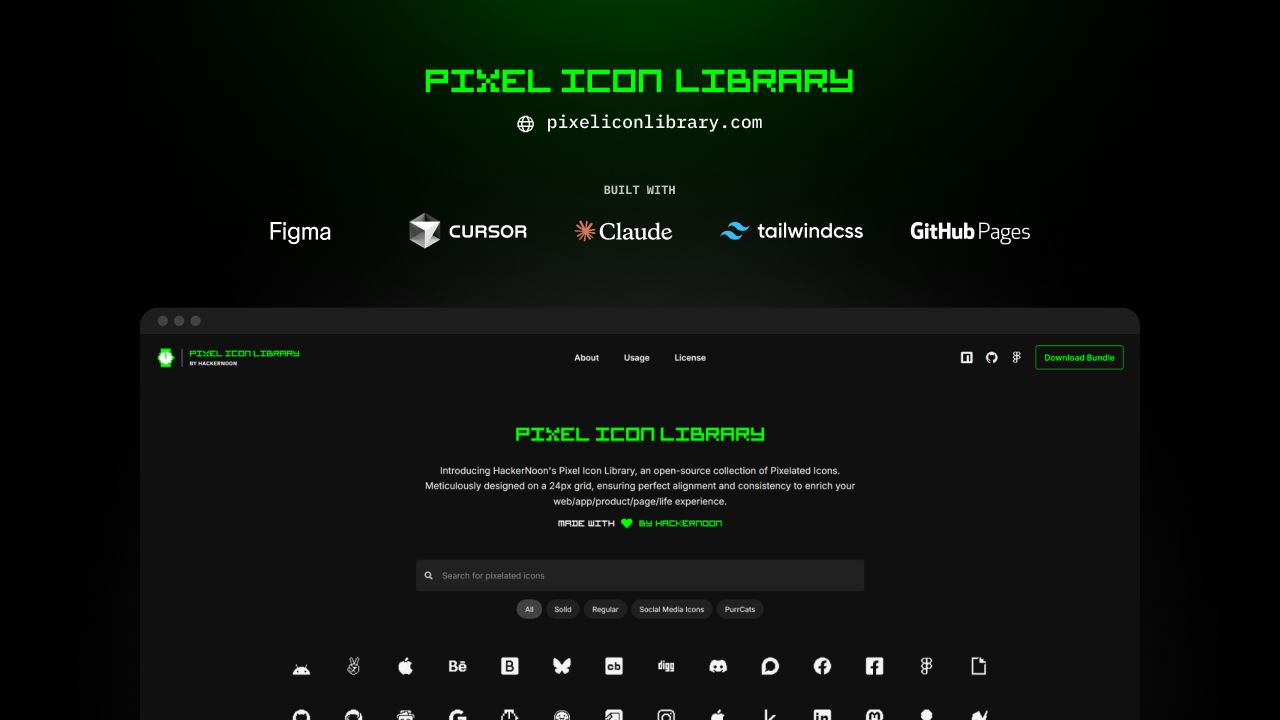 PIXEL ICON LIBRARY
pixeliconlibrary.com
BUILT WITH
Figma CURSOR Claude tailwindcss GitHub Pages
PIXEL ICON LIBRARY
BY HACKERNOON
About Usage License
Download Bundle
PIXEL ICON LIBRARY
Introducing HackerNoon's Pixel Icon Library, an open-source collection of Pixelated Icons.
Meticulously designed on a 24px grid, ensuring perfect alignment and consistency to enrich your
web/app/product/page/life experience.
MADE WITH BY HACKERNOON
Search for pixelated icons
All Solid Regular Social Media Icons PurrCats
Bē B cb digg